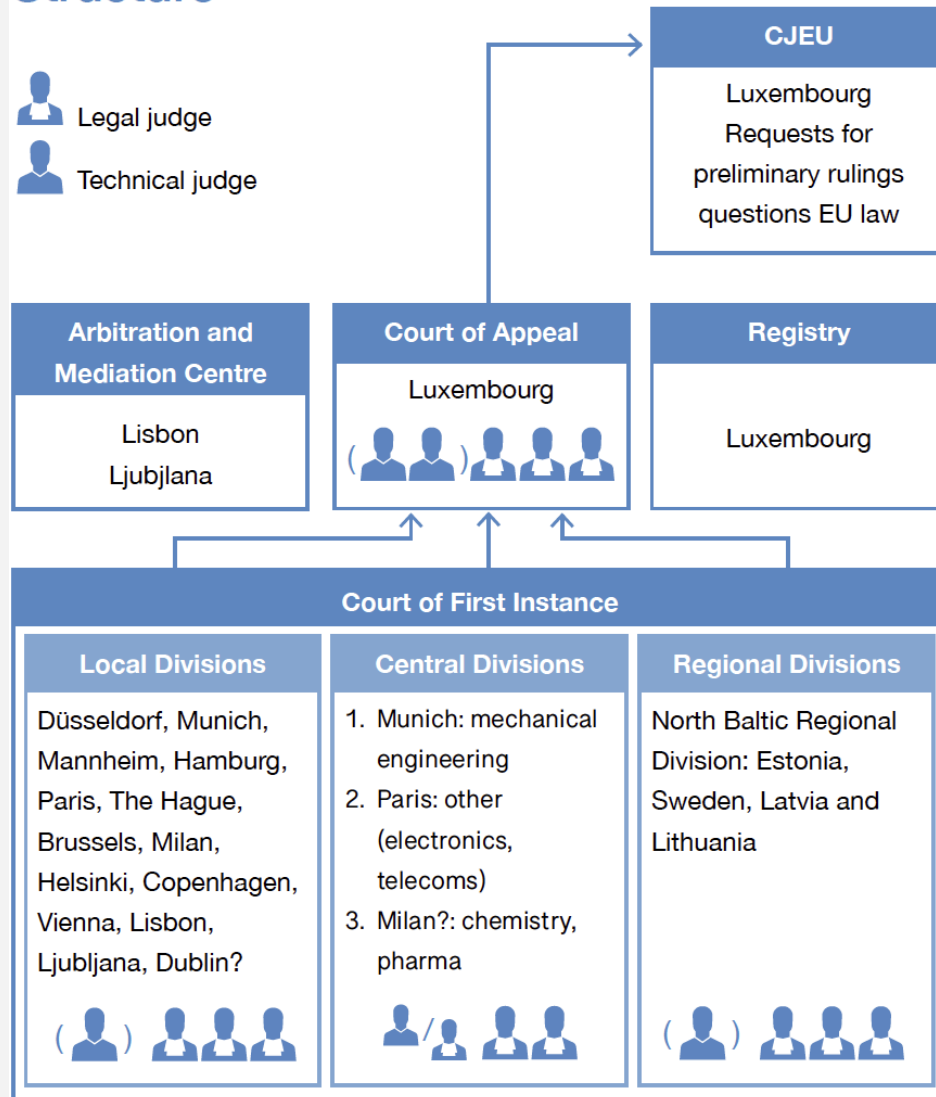 Structure
Legal judge
Technical judge
CJEU
Luxembourg
Requests for
preliminary rulings
questions EU law
Arbitration and
Mediation Centre
Lisbon
Ljubjlana
Court of Appeal
Luxembourg
( )
Registry
Luxembourg
Court of First Instance
Local Divisions
Düsseldorf, Munich,
Mannheim, Hamburg,
Paris, The Hague,
Brussels, Milan,
Helsinki, Copenhagen,
Vienna, Lisbon,
Ljubljana, Dublin?
( )
Central Divisions
1. Munich: mechanical
engineering
2. Paris: other
(electronics,
telecoms)
3. Milan?: chemistry,
pharma
/
Regional Divisions
North Baltic Regional
Division: Estonia,
Sweden, Latvia and
Lithuania
( )